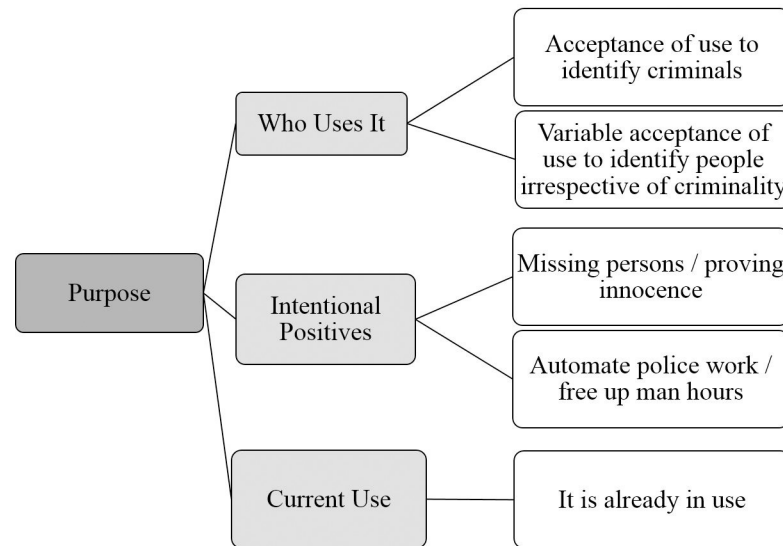 Acceptance of use to
identify criminals
Who Uses It
Variable acceptance of
use to identify people
irrespective of criminality
Purpose
Missing persons / proving
innocence
Intentional
Positives
Automate police work /
free up man hours
Current Use
It is already in use